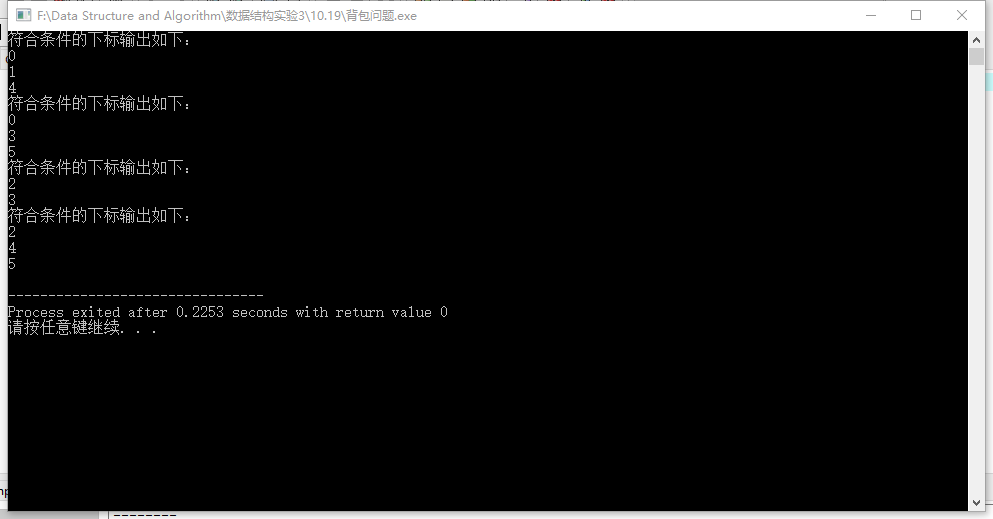 F:\Data Structure and Algorithm\数据结构实验3\10.19\背包问题.exe
符合条件的下标输出如下：
0
1
4
符合条件的下标输出如下：
0
3
5
符合条件的下标输出如下：
2
3
符合条件的下标输出如下：
2
4
5
--------------------------------
Process exited after 0.2253 seconds with return value 0
请按任意键继续. . .
--------